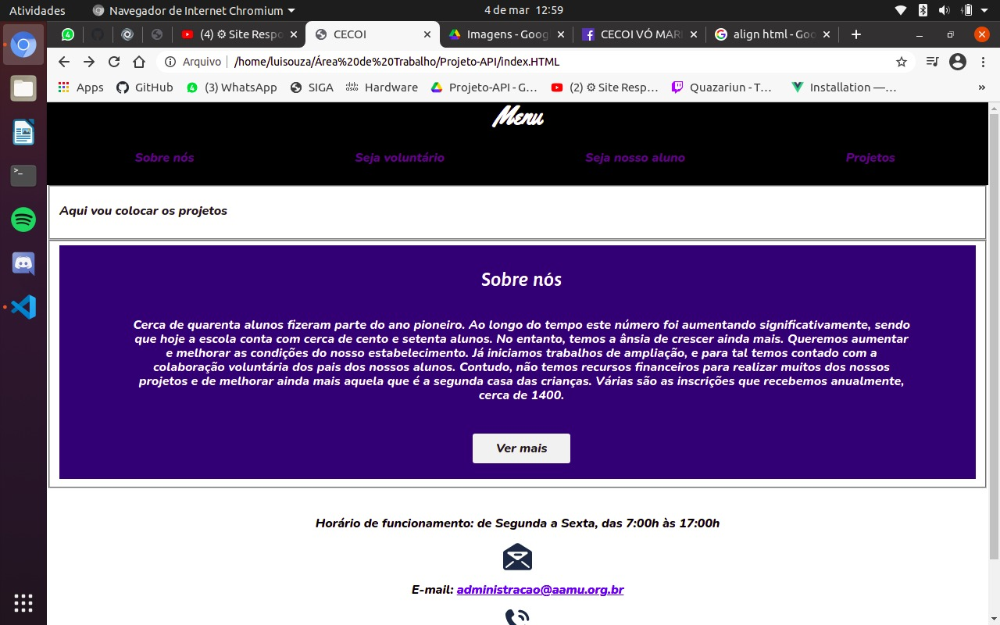 Atividades
Navegador de Internet Chromium
4 de mar 12:59
(4) ⚙ Site Respo
CECOI
Imagens - Goog
CECOI VÓ MARI
align html - Goo
Arquivo
/home/luisouza/Área%20de%20Trabalho/Projeto-API/index.HTML
Apps
GitHub
(3) WhatsApp
SIGA
Hardware
Projeto-API - G…
(2) ⚙ Site Resp…
Quazariun - T…
Installation —…
»
Menu
Sobre nós
Seja voluntário
Seja nosso aluno
Projetos
Aqui vou colocar os projetos
Sobre nós
Cerca de quarenta alunos fizeram parte do ano pioneiro. Ao longo do tempo este número foi aumentando significativamente, sendo
que hoje a escola conta com cerca de cento e setenta alunos. No entanto, temos a ânsia de crescer ainda mais. Queremos aumentar
e melhorar as condições do nosso estabelecimento. Já iniciamos trabalhos de ampliação, e para tal temos contado com a
colaboração voluntária dos pais dos nossos alunos. Contudo, não temos recursos financeiros para realizar muitos dos nossos
projetos e de melhorar ainda mais aquela que é a segunda casa das crianças. Várias são as inscrições que recebemos anualmente,
cerca de 1400.
Ver mais
Horário de funcionamento: de Segunda a Sexta, das 7:00h às 17:00h
E-mail: administracao@aamu.org.br